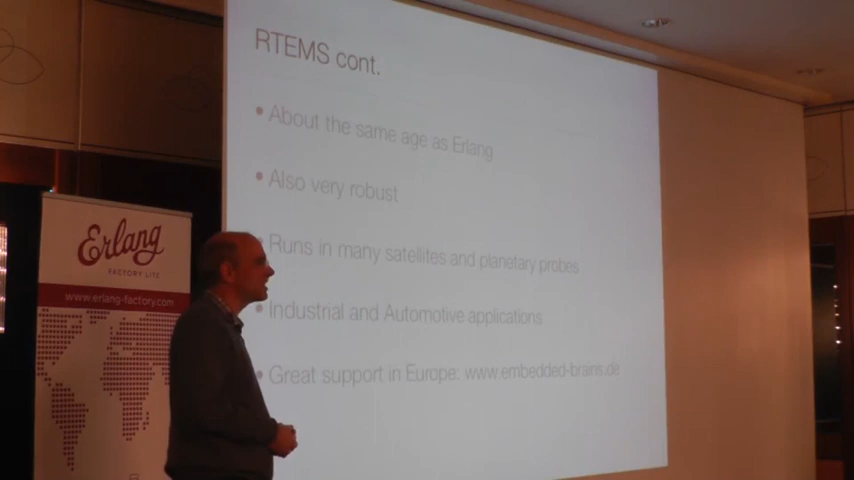 RTEMS cont.
• About the same age as Erlang
• Also very robust
• Runs in many satellites and planetary probes
• Industrial and Automotive applications
• Great support in Europe: www.embedded-brains.de
Erlang
FACTORY LITE
www.erlang-factory.com